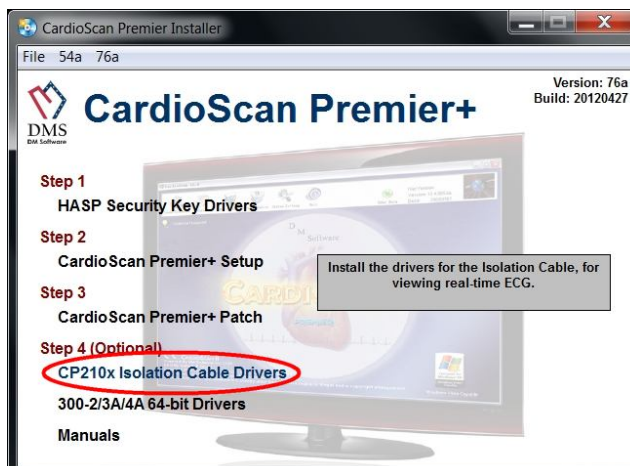 CardioScan Premier Installer
File 54a 76a
Version: 76a
Build: 20120427
DMS
DM Software
CardioScan Premier+
Step 1
HASP Security Key Drivers
Step 2
CardioScan Premier+ Setup
Install the drivers for the Isolation Cable, for
viewing real-time ECG.
Step 3
CardioScan Premier+ Patch
Step 4 (Optional)
CP210x Isolation Cable Drivers
300-2/3A/4A 64-bit Drivers
Manuals